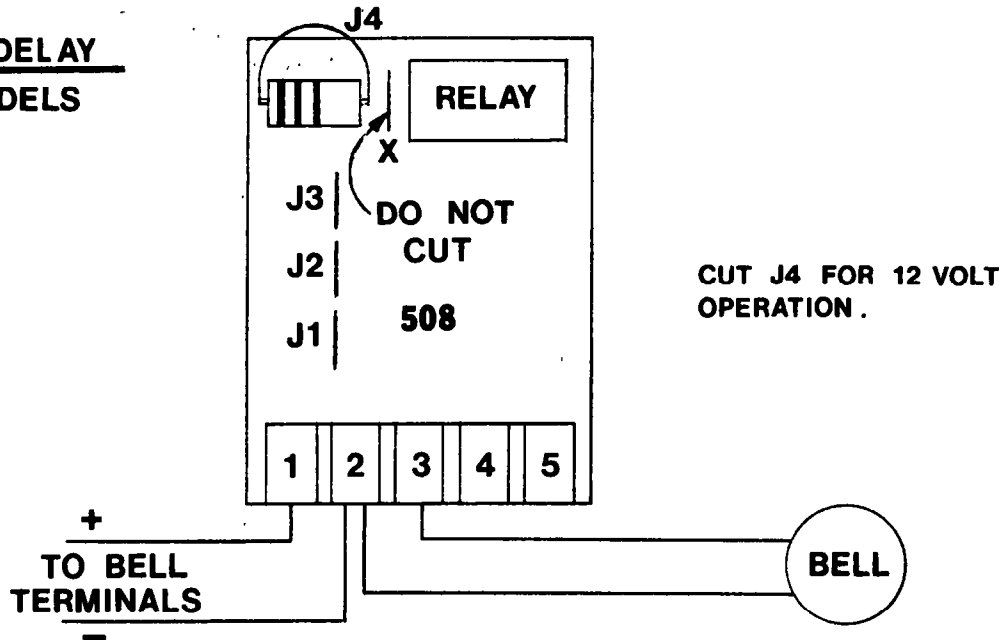 J4
RELAY
X
J3
DO NOT
CUT
J2
508
J1
CUT J4 FOR 12 VOLT
OPERATION.
1 2 3 4 5
+
TO BELL
TERMINALS
–
BELL